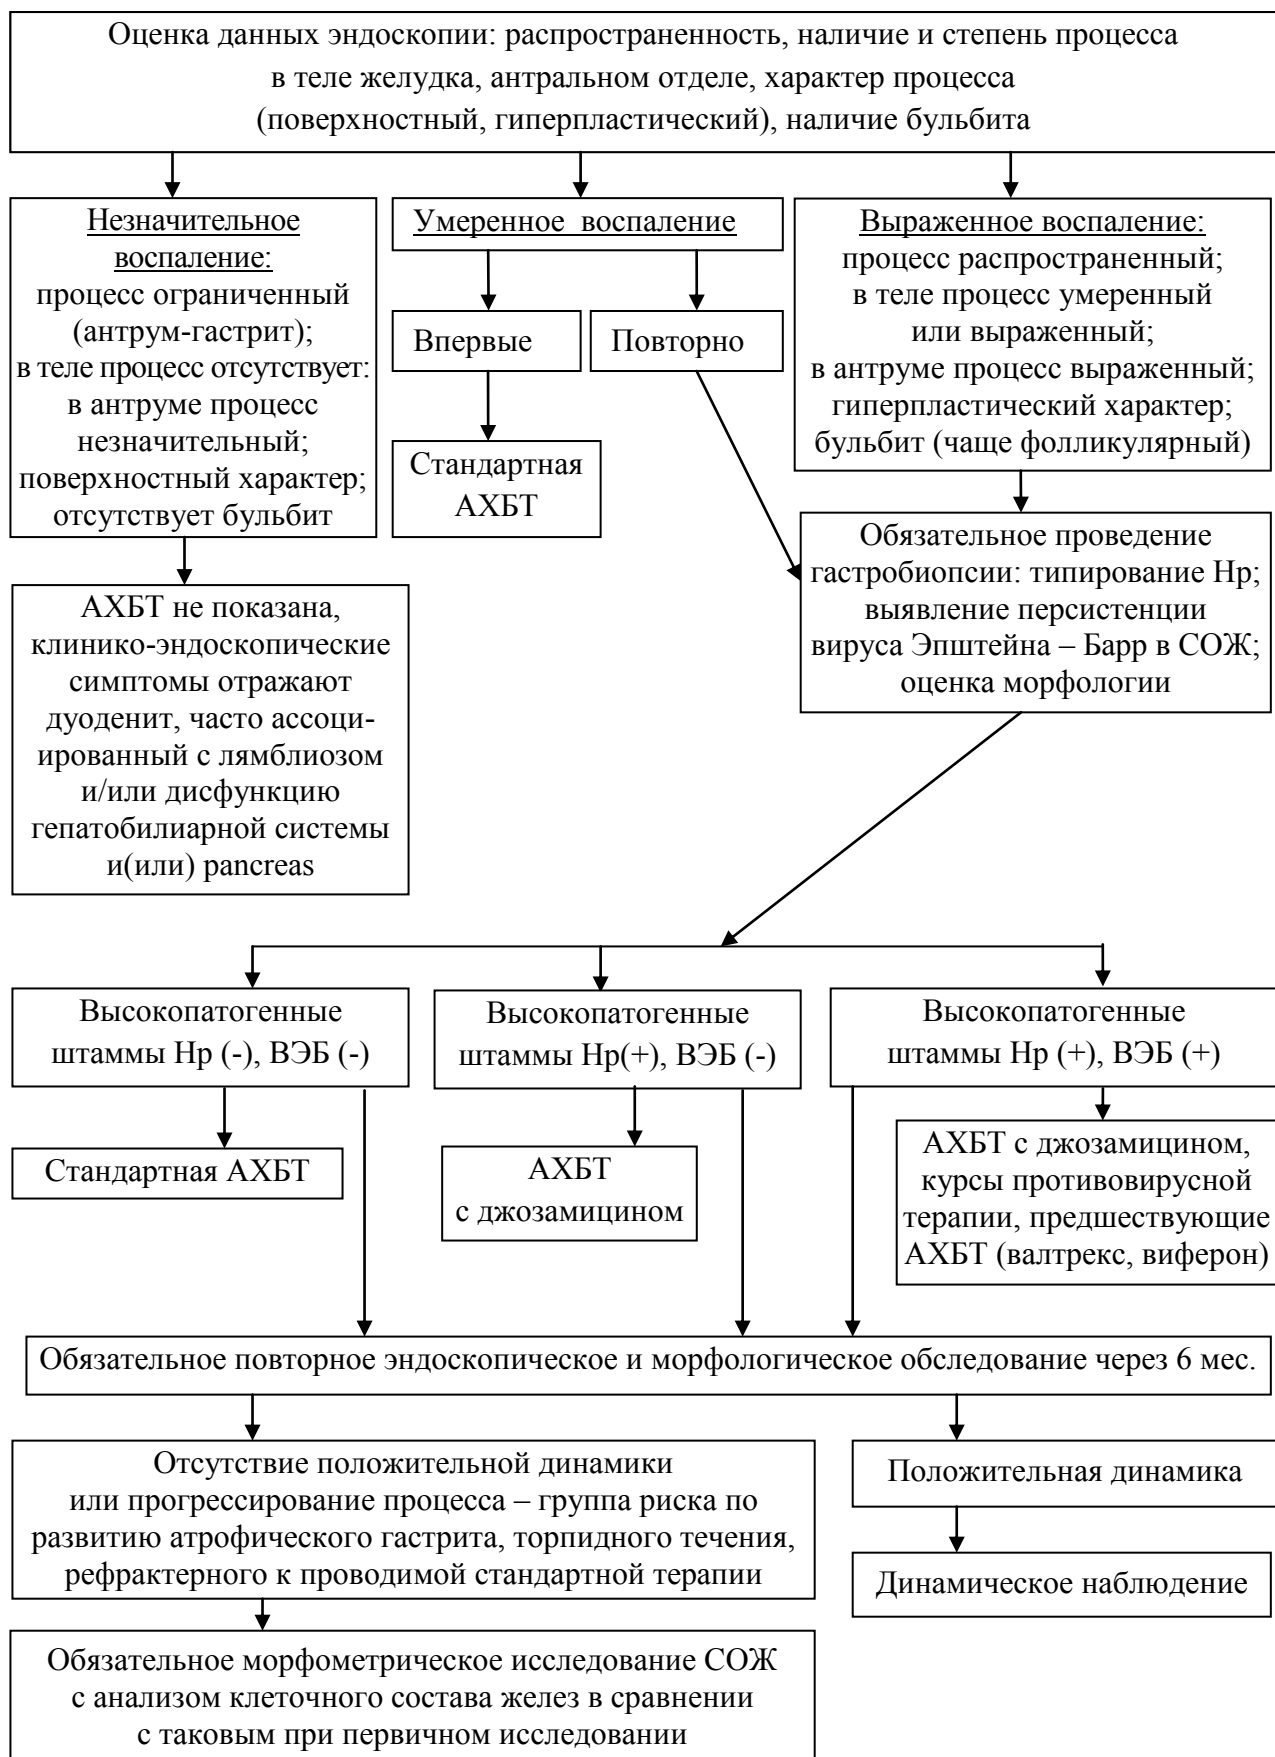 Оценка данных эндоскопии: распространенность, наличие и степень процесса
в теле желудка, антральном отделе, характер процесса
(поверхностный, гиперпластический), наличие бульбита
Незначительное
воспаление:
процесс ограниченный
(антрум-гастрит);
в теле процесс отсутствует:
в антруме процесс
незначительный;
поверхностный характер;
отсутствует бульбит
Умеренное воспаление
Впервые
Повторно
Стандартная
АХБТ
Выраженное воспаление:
процесс распространенный;
в теле процесс умеренный
или выраженный;
в антруме процесс выраженный;
гиперпластический характер;
бульбит (чаще фолликулярный)
АХБТ не показана,
клинико-эндоскопические
симптомы отражают
дуоденит, часто ассоци-
ированный с лямблиозом
и/или дисфункцию
гепатобилиарной системы
и(или) pancreas
Обязательное проведение
гастробиопсии: типирование Нр;
выявление персистенции
вируса Эпштейна – Барр в СОЖ;
оценка морфологии
Высокопатогенные
штаммы Нр (-), ВЭБ (-)
Высокопатогенные
штаммы Нр(+), ВЭБ (-)
Высокопатогенные
штаммы Нр (+), ВЭБ (+)
Стандартная АХБТ
АХБТ
с джозамицином
АХБТ с джозамицином,
курсы противовирусной
терапии, предшествующие
АХБТ (валтрекс, виферон)
Обязательное повторное эндоскопическое и морфологическое обследование через 6 мес.
Отсутствие положительной динамики
или прогрессирование процесса – группа риска по
развитию атрофического гастрита, торпидного течения,
рефрактерного к проводимой стандартной терапии
Положительная динамика
Динамическое наблюдение
Обязательное морфометрическое исследование СОЖ
с анализом клеточного состава желез в сравнении
с таковым при первичном исследовании